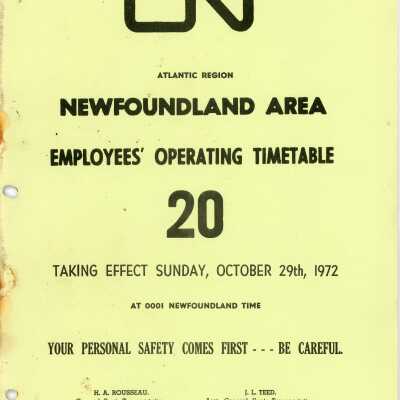 CN
ATLANTIC REGION
NEWFOUNDLAND AREA
EMPLOYEES' OPERATING TIMETABLE
20
TAKING EFFECT SUNDAY, OCTOBER 29th, 1972
AT 0001 NEWFOUNDLAND TIME
YOUR PERSONAL SAFETY COMES FIRST - - - BE CAREFUL.
H. A. ROUSSEAU. J. L. TEED.